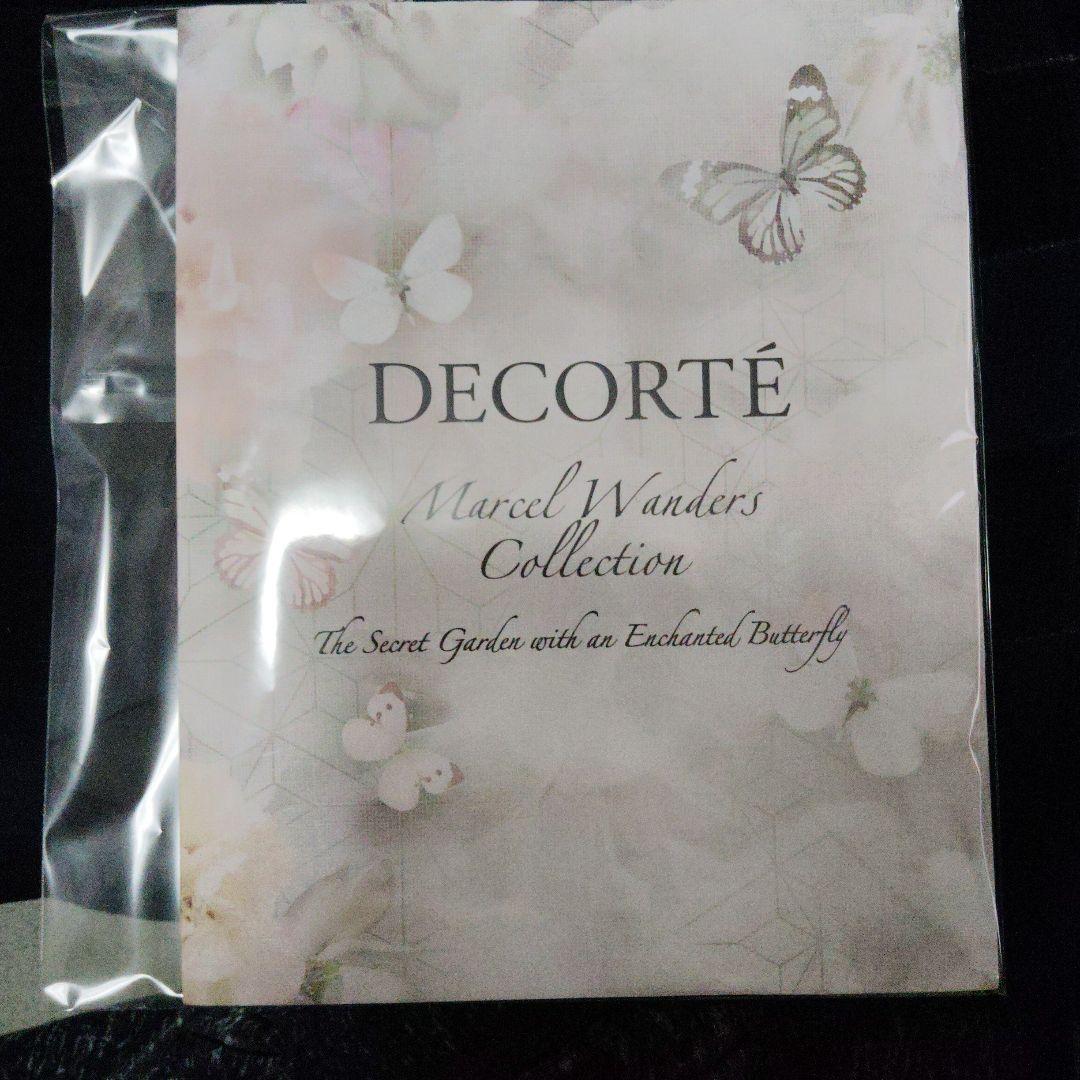 DECORTÉ
Marcel Wanders
Collection
The Secret Garden with an Enchanted Butterfly